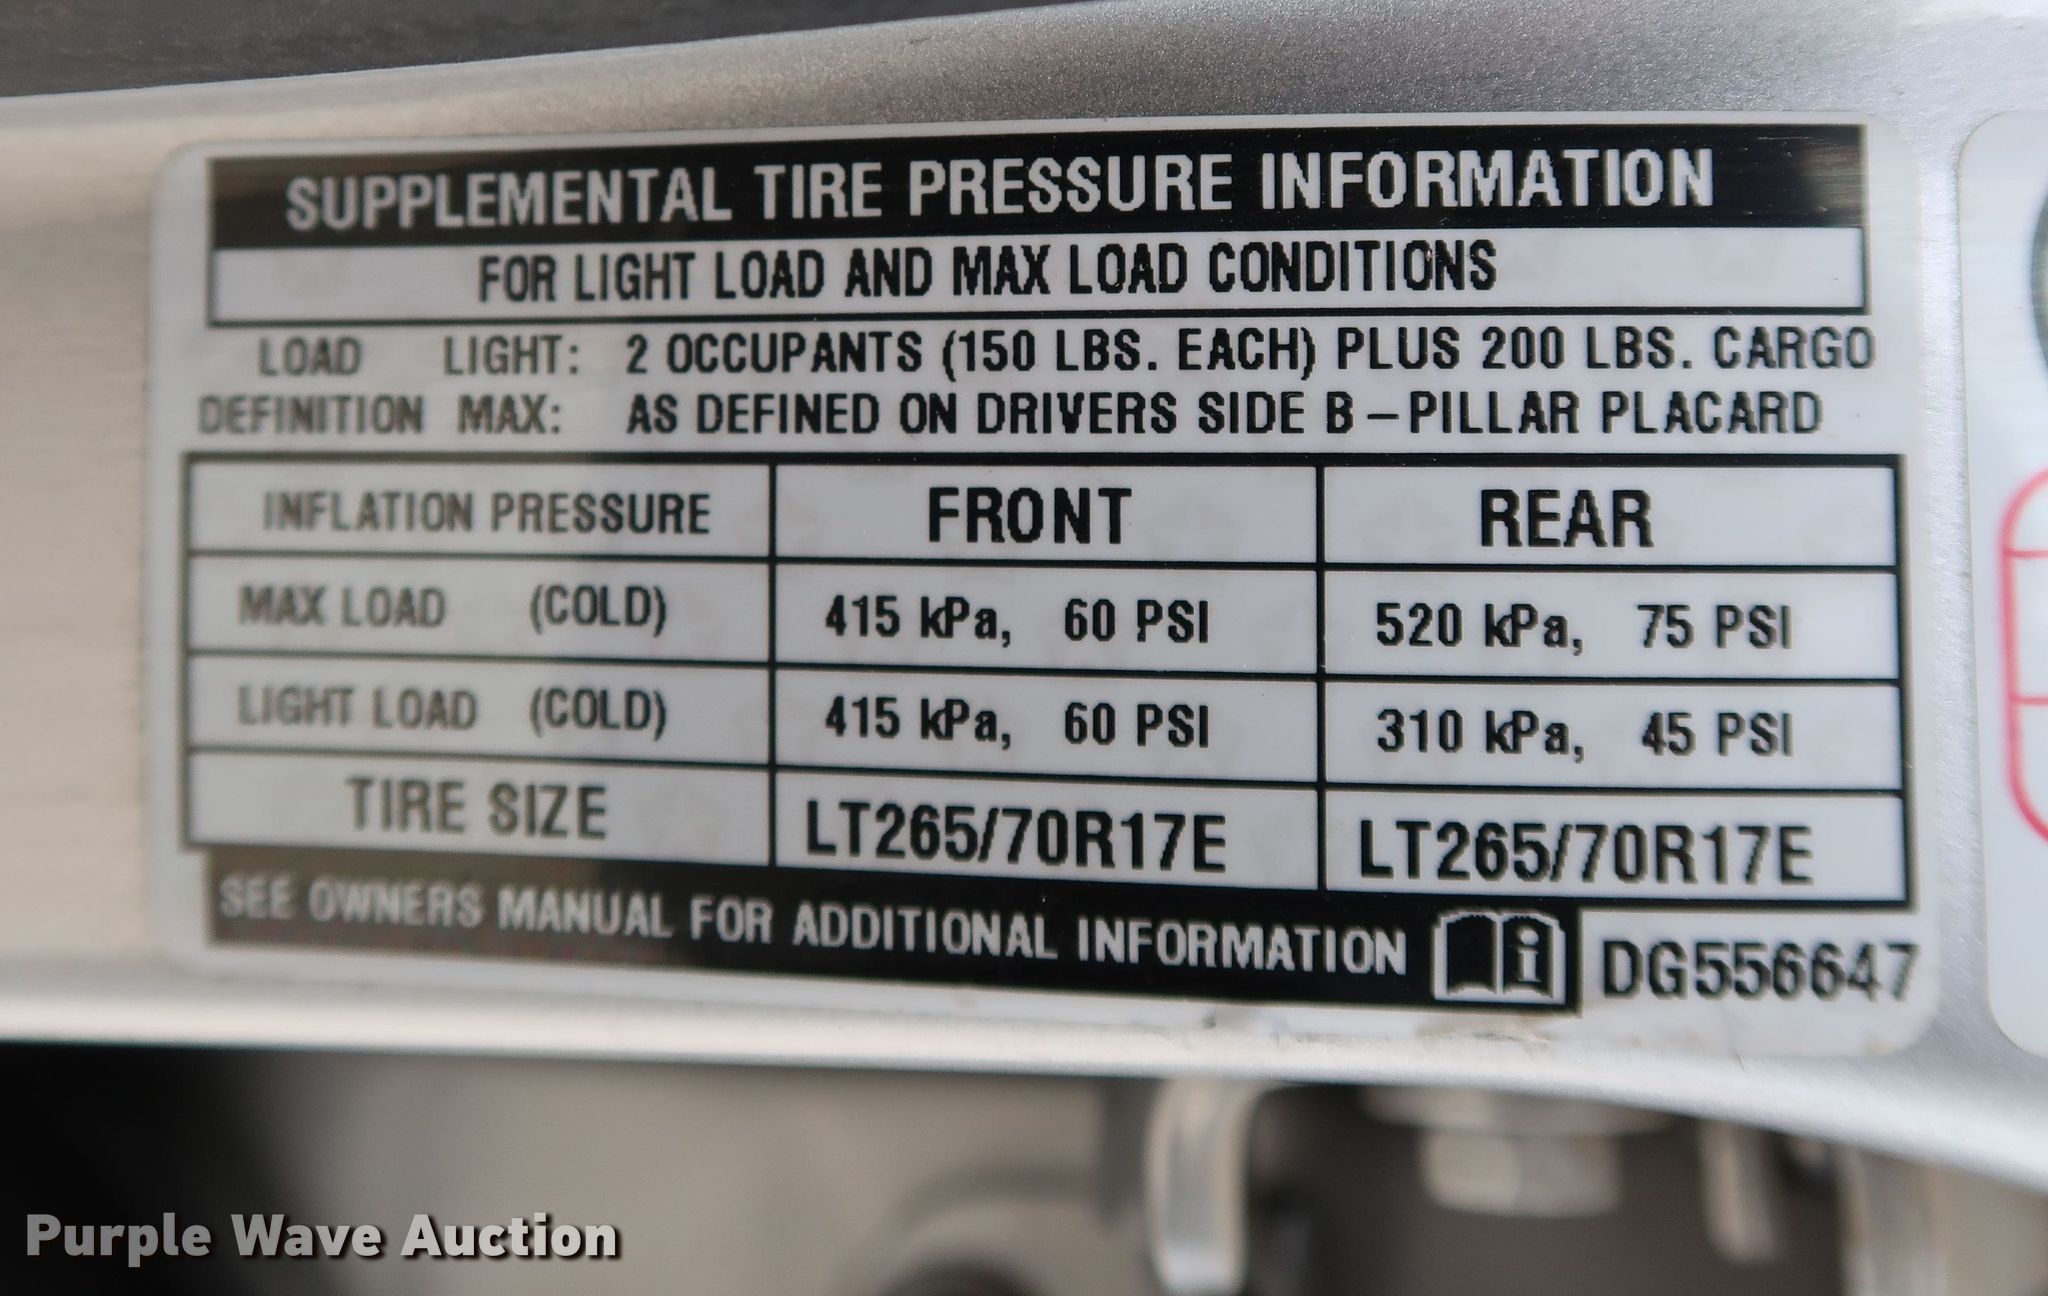 SUPPLEMENTAL TIRE PRESSURE INFORMATION
FOR LIGHT LOAD AND MAX LOAD CONDITIONS
LOAD LIGHT: 2 OCCUPANTS (150 LBS. EACH) PLUS 200 LBS. CARGO
DEFINITION MAX: AS DEFINED ON DRIVERS SIDE B-PILLAR PLACARD
INFLATION PRESSURE FRONT REAR
MAX LOAD (COLD) 415 kPa, 60 PSI 520 kPa, 75 PSI
LIGHT LOAD (COLD) 415 kPa, 60 PSI 310 kPa, 45 PSI
TIRE SIZE LT265/70R17E LT265/70R17E
SEE OWNERS MANUAL FOR ADDITIONAL INFORMATION i DG556647
Purple Wave Auction